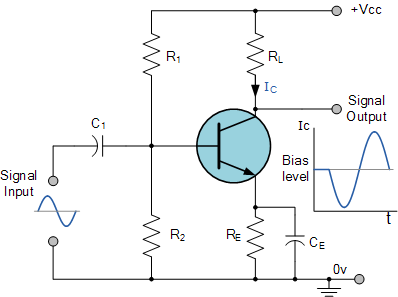 +Vcc
R1
RL
IC
Signal
Output
C1
Ic
Signal
Input
Bias
level
t
R2
RE
CE
0v